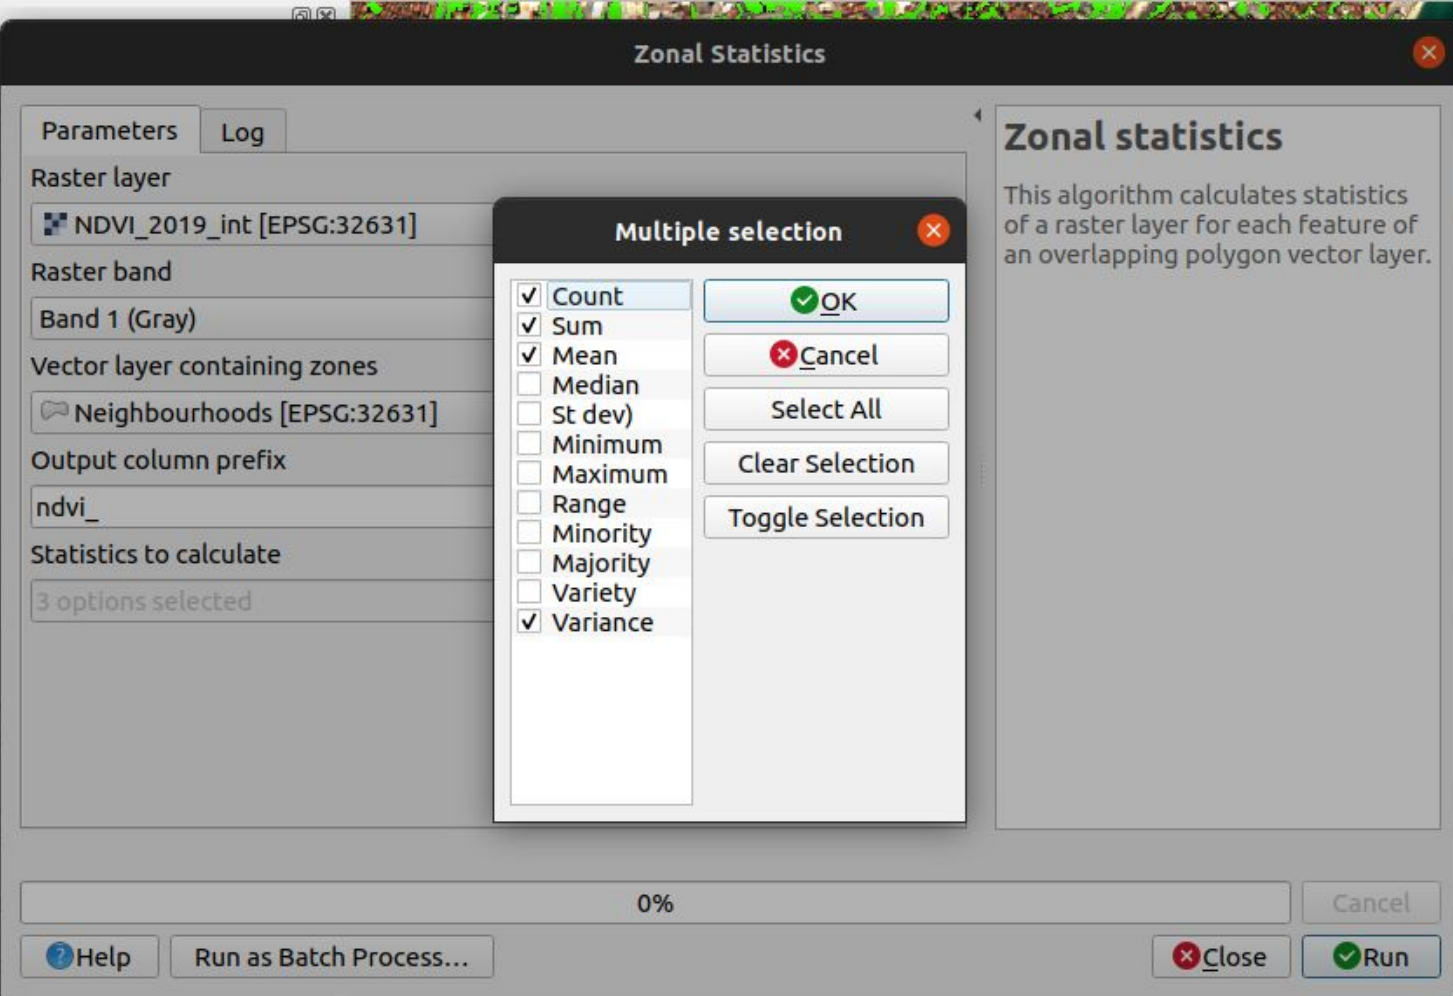 Zonal Statistics
Parameters
Log
Raster layer
NDVI_2019_int [EPSG:32631]
Raster band
Band 1 (Gray)
Vector layer containing zones
Neighbourhoods [EPSG:32631]
Output column prefix
ndvi_
Statistics to calculate
3 options selected
Multiple selection
Count
Sum
Mean
Median
St dev)
Minimum
Maximum
Range
Minority
Majority
Variety
Variance
OK
Cancel
Select All
Clear Selection
Toggle Selection
Zonal statistics
This algorithm calculates statistics
of a raster layer for each feature of
an overlapping polygon vector layer.
0%
Cancel
Help
Run as Batch Process...
Close
Run